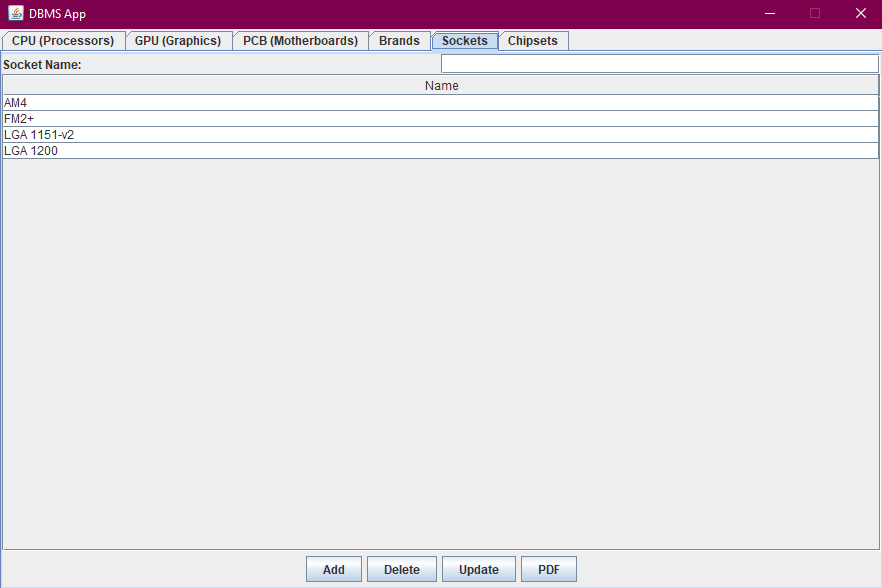 DBMS App
CPU (Processors) GPU (Graphics) PCB (Motherboards) Brands Sockets Chipsets
Socket Name:
Name
AM4
FM2+
LGA 1151-v2
LGA 1200
Add Delete Update PDF